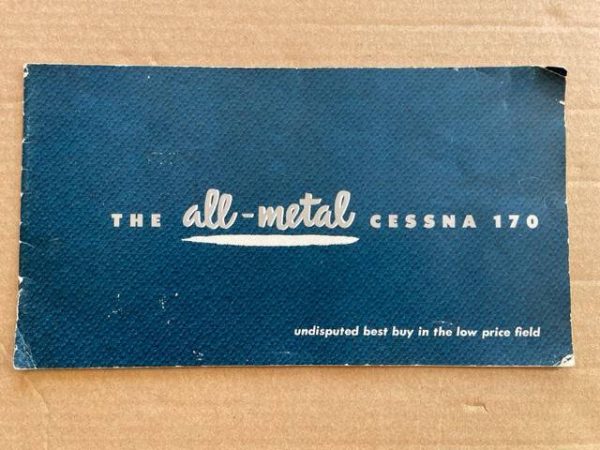 THE all-metal CESSNA 170
undisputed best buy in the low price field